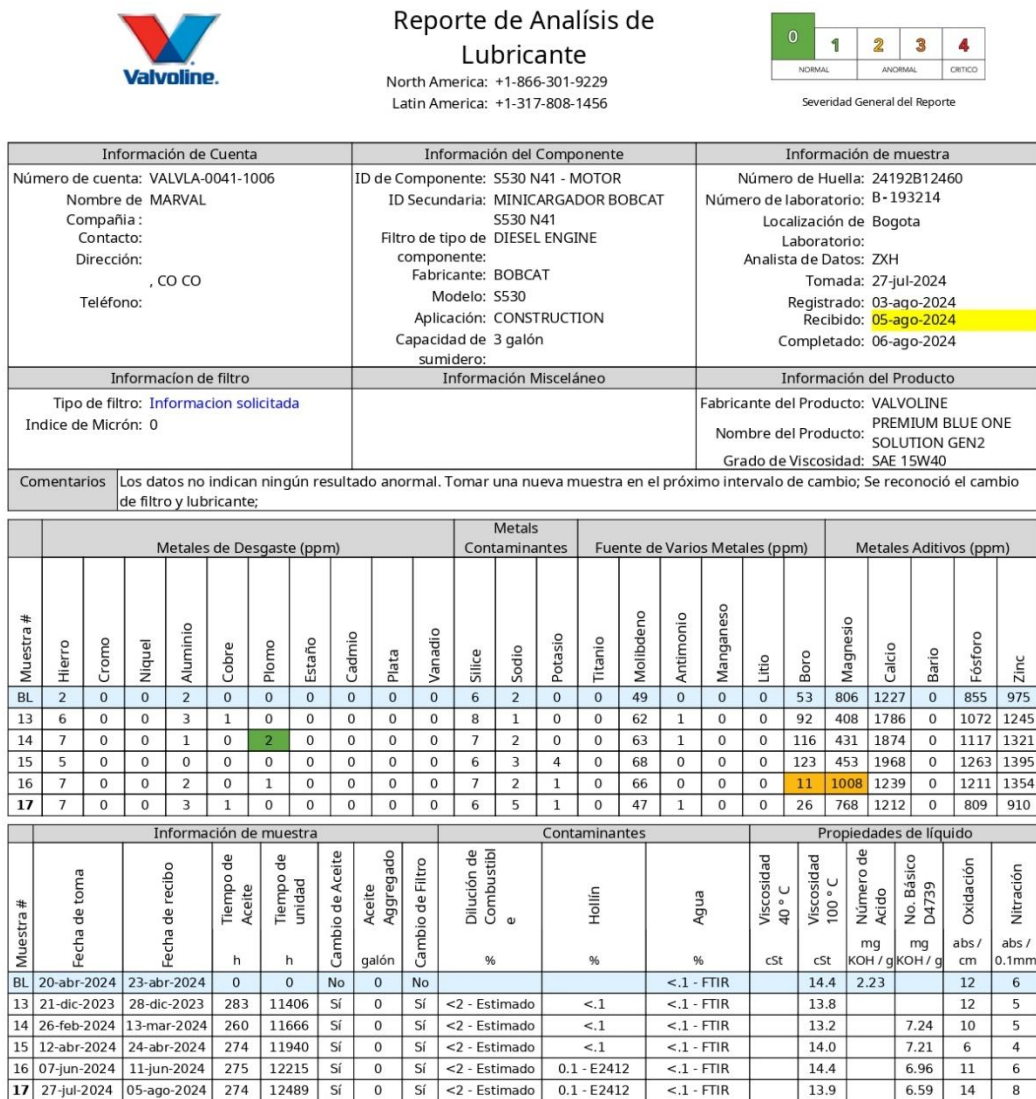 Valvoline.
Reporte de Analísis de
Lubricante
North America: +1-866-301-9229
Latin America: +1-317-808-1456
0 1 2 3 4
NORMAL ANORMAL CRITICO
Severidad General del Reporte
Información de Cuenta
Número de cuenta: VALVLA-0041-1006
Nombre de MARVAL
Compañia :
Contacto:
Dirección:
, CO CO
Teléfono:
Información del Componente
ID de Componente: S530 N41 - MOTOR
ID Secundaria: MINICARGADOR BOBCAT
S530 N41
Filtro de tipo de DIESEL ENGINE
componente:
Fabricante: BOBCAT
Modelo: S530
Aplicación: CONSTRUCTION
Capacidad de 3 galón
sumidero:
Información de muestra
Número de Huella: 24192B12460
Número de laboratorio: B-193214
Localización de Bogota
Laboratorio:
Analista de Datos: ZXH
Tomada: 27-jul-2024
Registrado: 03-ago-2024
Recibido: 05-ago-2024
Completado: 06-ago-2024
Informacíon de filtro
Tipo de filtro: Informacion solicitada
Indice de Micrón: 0
Información Misceláneo
Información del Producto
Fabricante del Producto: VALVOLINE
Nombre del Producto: PREMIUM BLUE ONE
SOLUTION GEN2
Grado de Viscosidad: SAE 15W40
Comentarios Los datos no indican ningún resultado anormal. Tomar una nueva muestra en el próximo intervalo de cambio; Se reconoció el cambio
de filtro y lubricante;
Metales de Desgaste (ppm) Metals Contaminantes Fuente de Varios Metales (ppm) Metales Aditivos (ppm)
Muestra # Hierro Cromo Niquel Aluminio Cobre Plomo Estaño Cadmio Plata Vanadio Silice Sodio Potasio Titanio Molibdeno Antimonio Manganeso Litio Boro Magnesio Calcio Bario Fósforo Zinc
BL 2 0 0 2 0 0 0 0 0 0 6 2 0 0 49 0 0 0 53 806 1227 0 855 975
13 6 0 0 3 1 0 0 0 0 0 8 1 0 0 62 1 0 0 92 408 1786 0 1072 1245
14 7 0 0 1 0 2 0 0 0 0 7 2 0 0 63 1 0 0 116 431 1874 0 1117 1321
15 5 0 0 0 0 0 0 0 0 0 6 3 4 0 68 0 0 0 123 453 1968 0 1263 1395
16 7 0 0 2 0 1 0 0 0 0 7 2 1 0 66 0 0 0 11 1008 1239 0 1211 1354
17 7 0 0 3 1 0 0 0 0 0 6 5 1 0 47 1 0 0 26 768 1212 0 809 910
Información de muestra Contaminantes Propiedades de líquido
Muestra # Fecha de toma Fecha de recibo Tiempo de Aceite Tiempo de unidad Cambio de Aceite Aceite Aggregado Cambio de Filtro Dilución de Combustibl e Hollín Agua Viscosidad 40 ° C Viscosidad 100 ° C Número de Acido No. Básico D4739 Oxidación Nitración
h h galón % % % cSt cSt mg KOH / g mg KOH / g abs / cm abs / 0.1mm
BL 20-abr-2024 23-abr-2024 0 0 No 0 No <.1 - FTIR 14.4 2.23 12 6
13 21-dic-2023 28-dic-2023 283 11406 Sí 0 Sí <2 - Estimado <.1 <.1 - FTIR 13.8 12 5
14 26-feb-2024 13-mar-2024 260 11666 Sí 0 Sí <2 - Estimado <.1 <.1 - FTIR 13.2 7.24 10 5
15 12-abr-2024 24-abr-2024 274 11940 Sí 0 Sí <2 - Estimado <.1 <.1 - FTIR 14.0 7.21 6 4
16 07-jun-2024 11-jun-2024 275 12215 Sí 0 Sí <2 - Estimado 0.1 - E2412 <.1 - FTIR 14.4 6.96 11 6
17 27-jul-2024 05-ago-2024 274 12489 Sí 0 Sí <2 - Estimado 0.1 - E2412 <.1 - FTIR 13.9 6.59 14 8